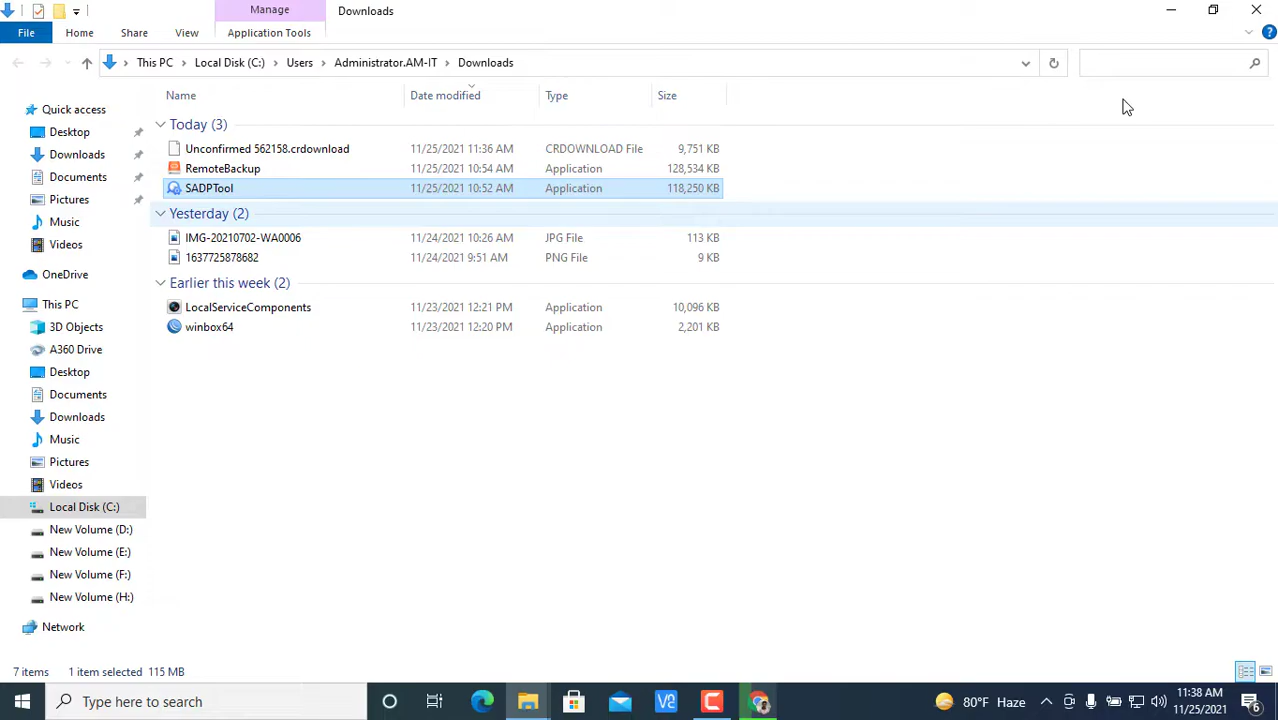 Manage
Downloads
File
Home
Share
View
Application Tools
This PC
Local Disk (C:)
Users
Administrator.AM-IT
Downloads
Name
Date modified
Type
Size
Today (3)
Unconfirmed 562158.crdownload 11/25/2021 11:36 AM CRDOWNLOAD File 9,751 KB
RemoteBackup 11/25/2021 10:54 AM Application 128,534 KB
SADPTool 11/25/2021 10:52 AM Application 118,250 KB
Yesterday (2)
IMG-20210702-WA0006 11/24/2021 10:26 AM JPG File 113 KB
1637725878682 11/24/2021 9:51 AM PNG File 9 KB
Earlier this week (2)
LocalServiceComponents 11/23/2021 12:21 PM Application 10,096 KB
winbox64 11/23/2021 12:20 PM Application 2,201 KB
Quick access
Desktop
Downloads
Documents
Pictures
Music
Videos
OneDrive
This PC
3D Objects
A360 Drive
Desktop
Documents
Downloads
Music
Pictures
Videos
Local Disk (C:)
New Volume (D:)
New Volume (E:)
New Volume (F:)
New Volume (H:)
Network
7 items
1 item selected 115 MB
Type here to search
80°F Haze
11:38 AM
11/25/2021
6